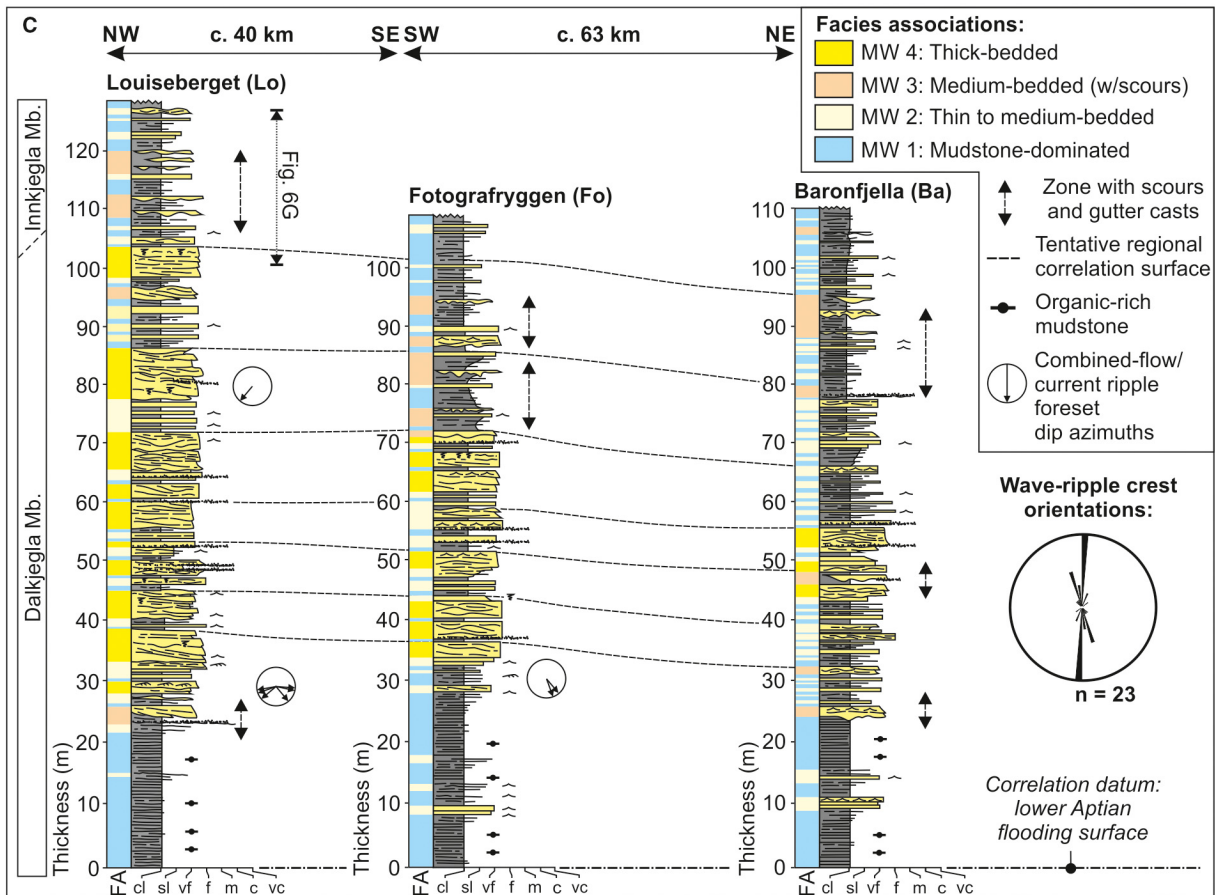 C
NW c. 40 km SE SW c. 63 km NE
Louiseberget (Lo)
Fotografryggen (Fo)
Baronfjella (Ba)
Innkjegla Mb.
Dalkjegla Mb.
Fig. 6G
Thickness (m)
120
110
100
90
80
70
60
50
40
30
20
10
0
FA cl sl vf f m c vc
Thickness (m)
100
90
80
70
60
50
40
30
20
10
0
FA cl sl vf f m c vc
Thickness (m)
110
100
90
80
70
60
50
40
30
20
10
0
FA cl sl vf f m c vc
Facies associations:
MW 4: Thick-bedded
MW 3: Medium-bedded (w/scours)
MW 2: Thin to medium-bedded
MW 1: Mudstone-dominated
Zone with scours
and gutter casts
Tentative regional
correlation surface
Organic-rich
mudstone
Combined-flow/
current ripple
foreset
dip azimuths
Wave-ripple crest
orientations:
n = 23
Correlation datum:
lower Aptian
flooding surface